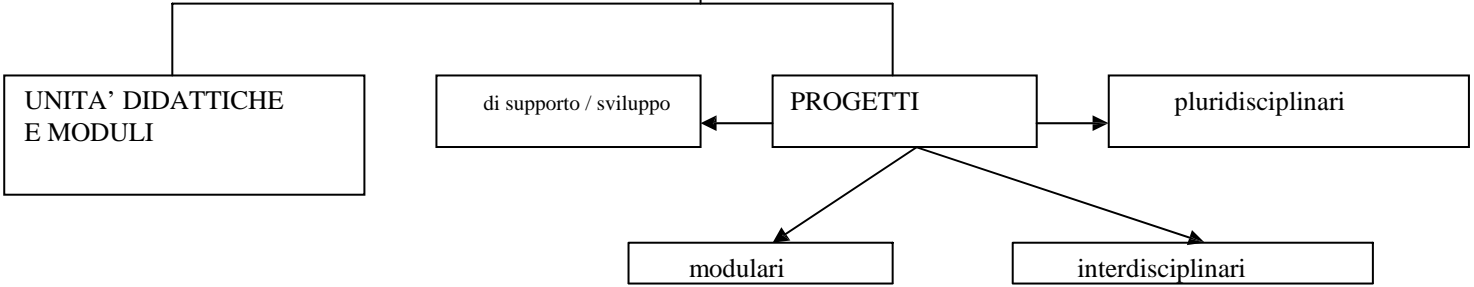 UNITA’ DIDATTICHE
E MODULI
di supporto / sviluppo
PROGETTI
pluridisciplinari
modulari
interdisciplinari